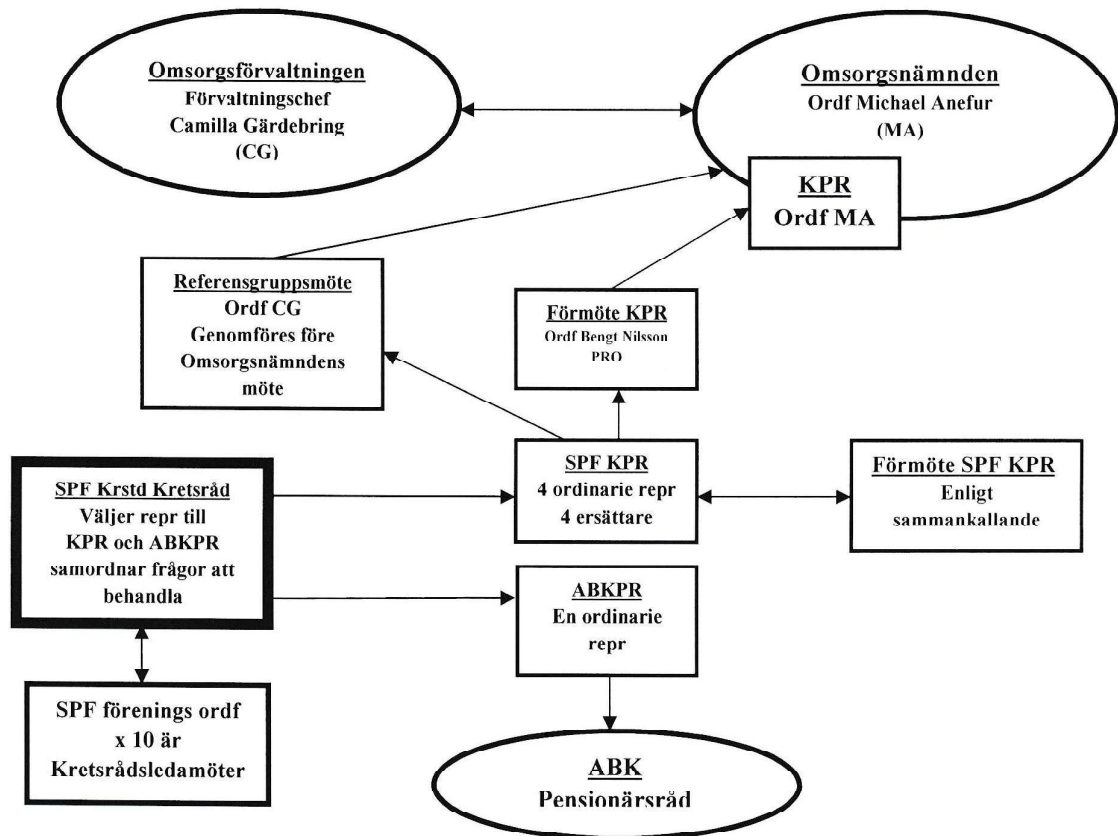 Omsorgsförvaltningen
Förvaltningschef
Camilla Gärdebring
(CG)
Omsorgsnämnden
Ordf Michael Anefur
(MA)
KPR
Ordf MA
Referensgruppsmöte
Ordf CG
Genomföres före
Omsorgsnämndens
möte
Förmöte KPR
Ordf Bengt Nilsson
PRO
SPF Krstd Kretsråd
Väljer repr till
KPR och ABKPR
samordnar frågor att
behandla
SPF KPR
4 ordinarie repr
4 ersättare
Förmöte SPF KPR
Enligt
sammankallande
ABKPR
En ordinarie
repr
SPF förenings ordf
x 10 är
Kretsrådsledamöter
ABK
Pensionärsråd